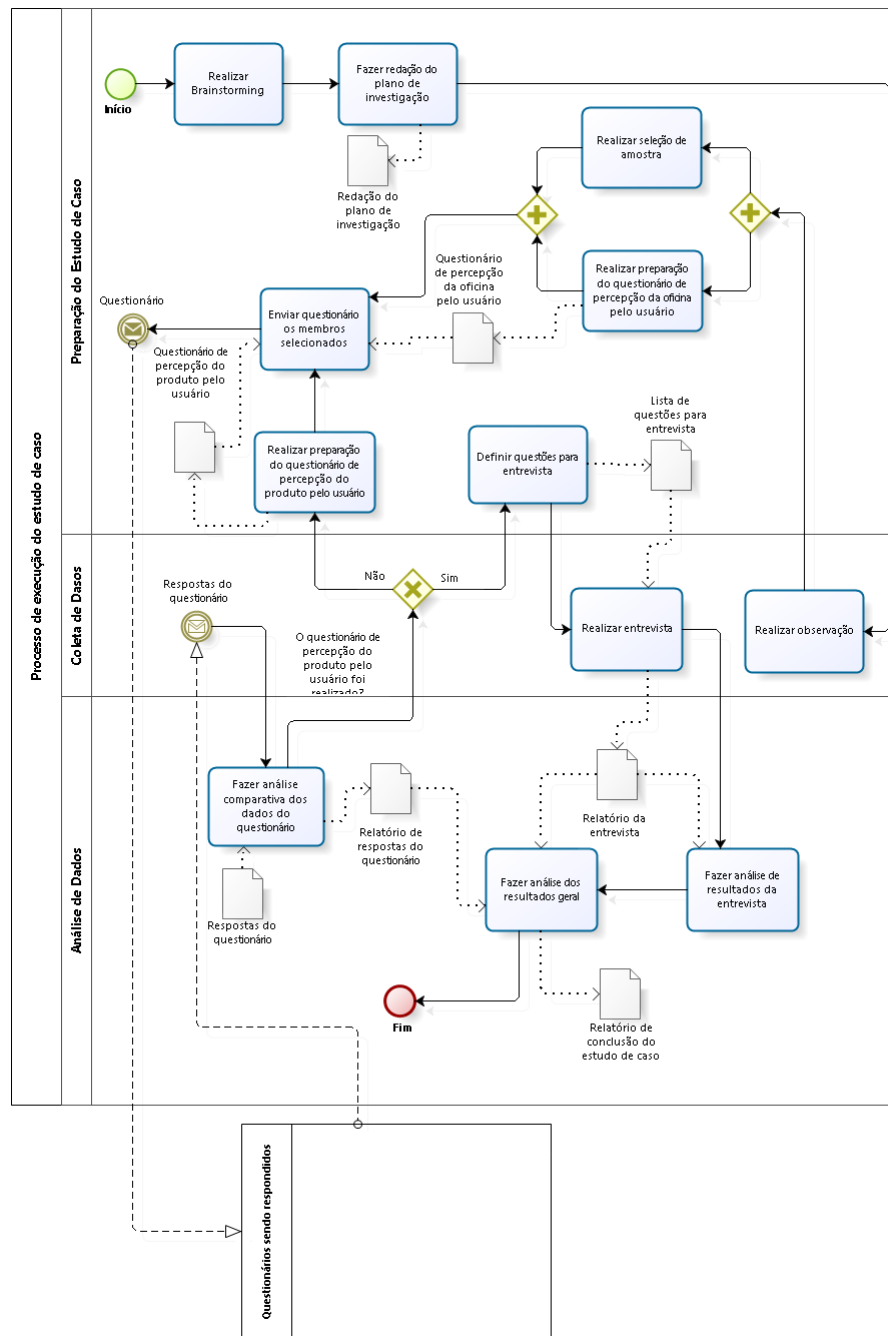 Processo de execução do estudo de caso
Preparação do Estudo de Caso
Início
Realizar
Brainstorming
Fazer redação do
plano de
investigação
Redação do
plano de
investigação
Realizar seleção de
amostra
Realizar preparação
do questionário de
percepção da oficina
pelo usuário
Questionário
de percepção
da oficina
pelo usuário
Questionário
Enviar questionário
os membros
selecionados
Questionário de
percepção do
produto pelo
usuário
Realizar preparação
do questionário de
percepção do
produto pelo usuário
Definir questões para
entrevista
Lista de
questões para
entrevista
Coleta de Dasos
Respostas do
questionário
Não
Sim
O questionário de
percepção do
produto pelo
usuário foi
realizado?
Realizar entrevista
Realizar observação
Análise de Dados
Fazer análise
comparativa dos
dados do
questionário
Relatório de
respostas do
questionário
Respostas do
questionário
Relatório da
entrevista
Fazer análise dos
resultados geral
Fazer análise de
resultados da
entrevista
Fim
Relatório de
conclusão do
estudo de caso
Questionários sendo respondidos